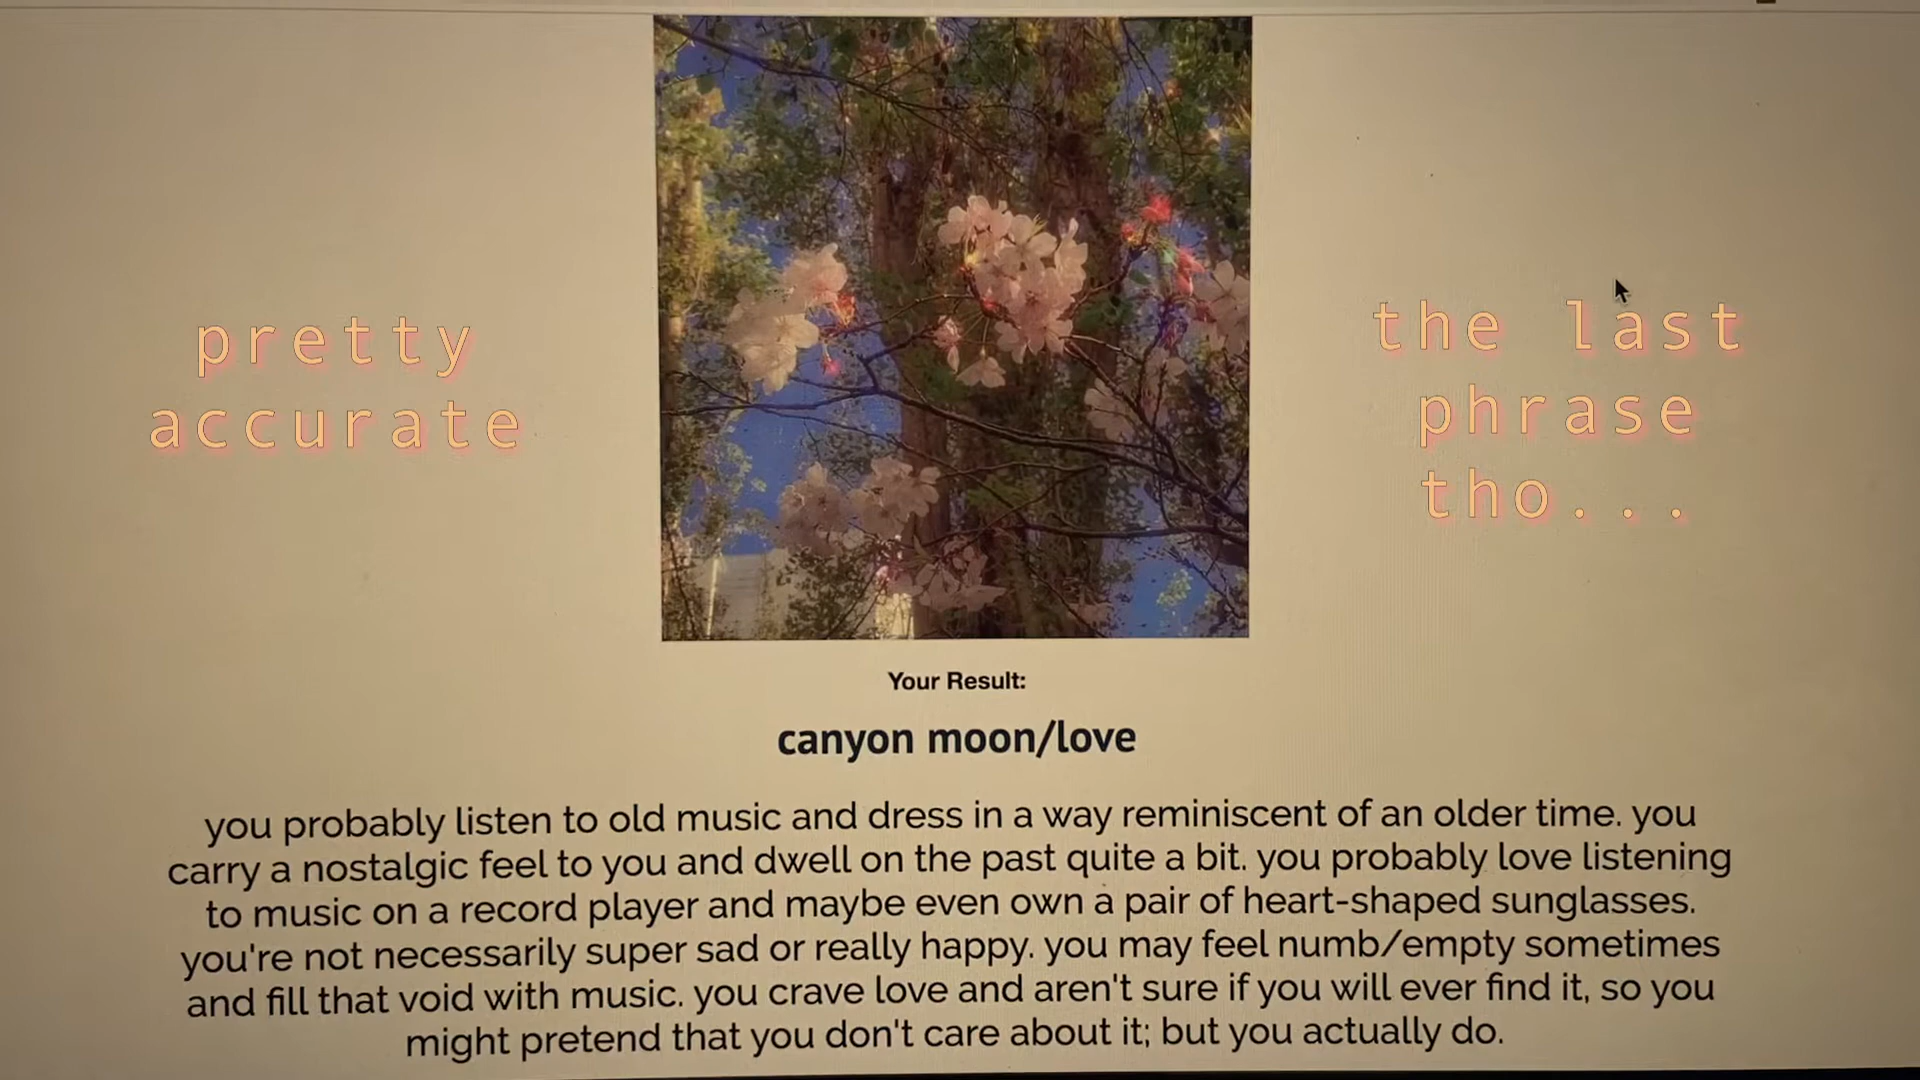 pretty
accurate
the last
phrase
tho...
Your Result:
canyon moon/love
you probably listen to old music and dress in a way reminiscent of an older time. you
carry a nostalgic feel to you and dwell on the past quite a bit. you probably love listening
to music on a record player and maybe even own a pair of heart-shaped sunglasses.
you're not necessarily super sad or really happy. you may feel numb/empty sometimes
and fill that void with music. you crave love and aren't sure if you will ever find it, so you
might pretend that you don't care about it; but you actually do.